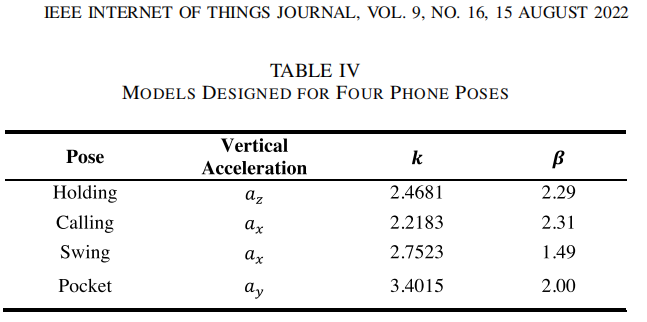 IEEE INTERNET OF THINGS JOURNAL, VOL. 9, NO. 16, 15 AUGUST 2022
TABLE IV
MODELS DESIGNED FOR FOUR PHONE POSES
Pose Vertical Acceleration k β
Holding a_z 2.4681 2.29
Calling a_x 2.2183 2.31
Swing a_x 2.7523 1.49
Pocket a_y 3.4015 2.00